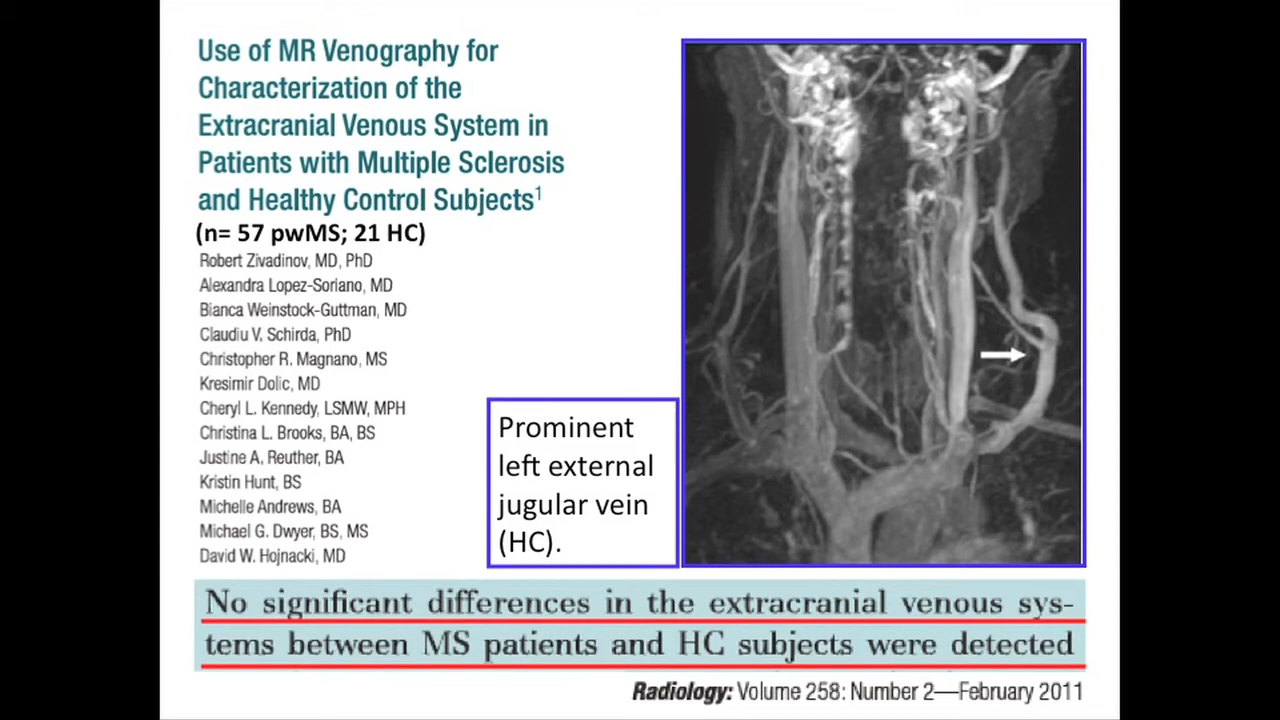 Use of MR Venography for
Characterization of the
Extracranial Venous System in
Patients with Multiple Sclerosis
and Healthy Control Subjects¹
(n= 57 pwMS; 21 HC)
Robert Zivadinov, MD, PhD
Alexandra Lopez-Soriano, MD
Bianca Weinstock-Guttman, MD
Claudiu V. Schirda, PhD
Christopher R. Magnano, MS
Kresimir Dolic, MD
Cheryl L. Kennedy, LSMW, MPH
Christina L. Brooks, BA, BS
Justine A. Reuther, BA
Kristin Hunt, BS
Michelle Andrews, BA
Michael G. Dwyer, BS, MS
David W. Hojnacki, MD
Prominent
left external
jugular vein
(HC).
No significant differences in the extracranial venous sys-
tems between MS patients and HC subjects were detected
Radiology: Volume 258: Number 2—February 2011